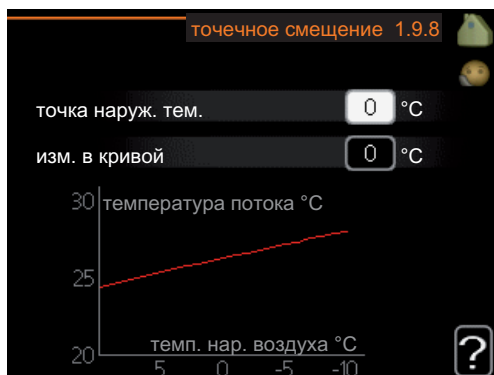 точечное смещение 1.9.8
точка наруж. тем. 0 °C
изм. в кривой 0 °C
30 температура потока °C
25
20 темп. нар. воздуха °C
5 0 -5 -10
?